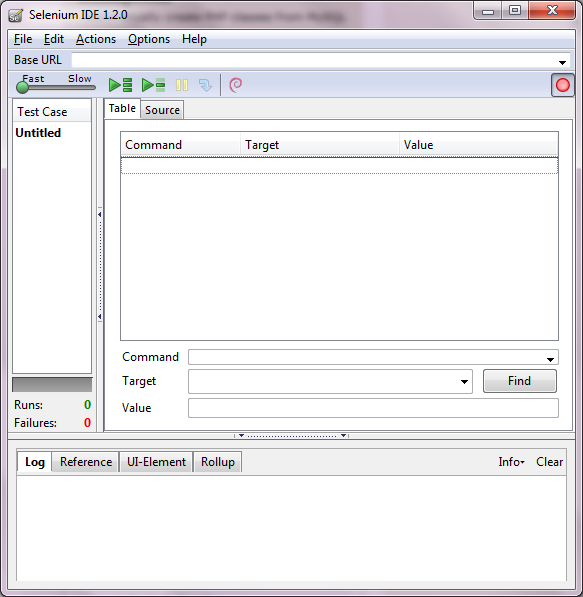 Selenium IDE 1.2.0
File Edit Actions Options Help
Base URL
Fast Slow
Test Case
Untitled
Table Source
Command Target Value
Command
Target Find
Value
Runs: 0
Failures: 0
Log Reference UI-Element Rollup Info Clear